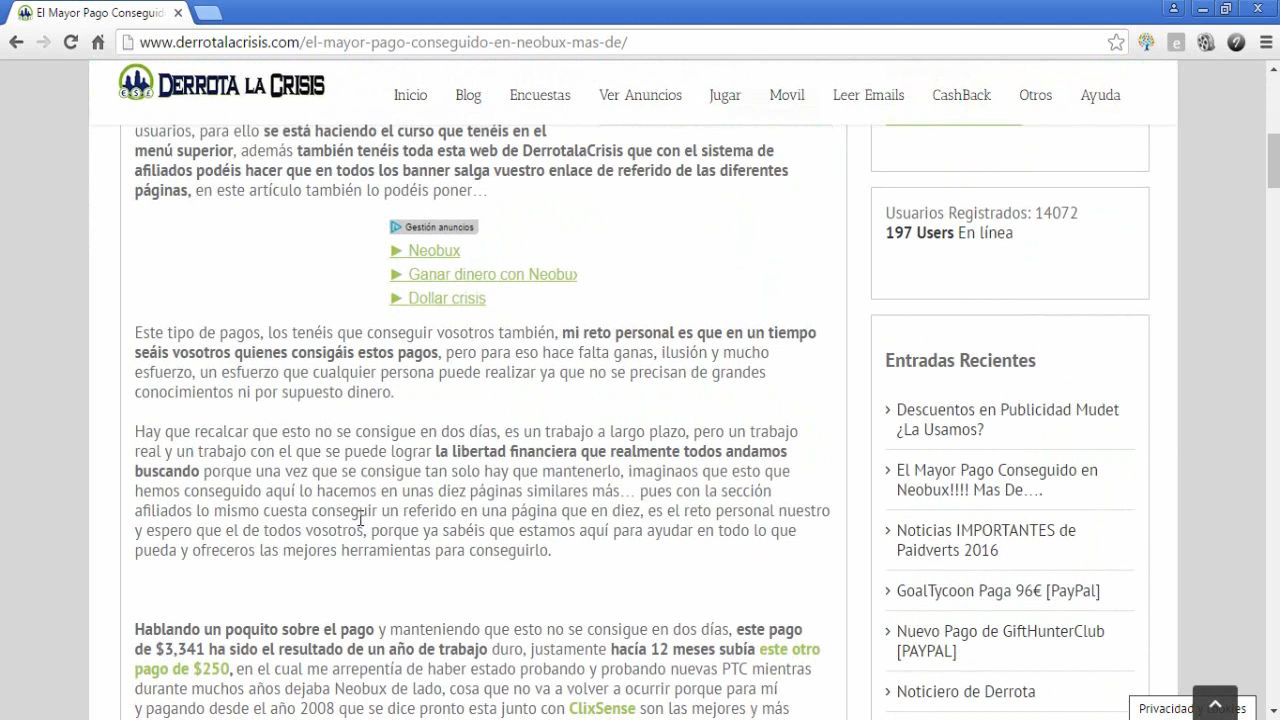 El Mayor Pago Conseguid
www.derrotalacrisis.com/el-mayor-pago-conseguido-en-neobux-mas-de/
DERROTA LA CRISIS
Inicio Blog Encuestas Ver Anuncios Jugar Movil Leer Emails CashBack Otros Ayuda
usuarios, para ello se está haciendo el curso que tenéis en el
menú superior, además también tenéis toda esta web de DerrotalaCrisis que con el sistema de
afiliados podéis hacer que en todos los banner salga vuestro enlace de referido de las diferentes
páginas, en este artículo también lo podéis poner…
Gestión anuncios
► Neobux
► Ganar dinero con Neobux
► Dollar crisis
Este tipo de pagos, los tenéis que conseguir vosotros también, mi reto personal es que en un tiempo
seáis vosotros quienes consigáis estos pagos, pero para eso hace falta ganas, ilusión y mucho
esfuerzo, un esfuerzo que cualquier persona puede realizar ya que no se precisan de grandes
conocimientos ni por supuesto dinero.
Hay que recalcar que esto no se consigue en dos días, es un trabajo a largo plazo, pero un trabajo
real y un trabajo con el que se puede lograr la libertad financiera que realmente todos andamos
buscando porque una vez que se consigue tan solo hay que mantenerlo, imaginaos que esto que
hemos conseguido aquí lo hacemos en unas diez páginas similares más… pues con la sección
afiliados lo mismo cuesta conseguir un referido en una página que en diez, es el reto personal nuestro
y espero que el de todos vosotros, porque ya sabéis que estamos aquí para ayudar en todo lo que
pueda y ofreceros las mejores herramientas para conseguirlo.
Hablando un poquito sobre el pago y manteniendo que esto no se consigue en dos días, este pago
de $3,341 ha sido el resultado de un año de trabajo duro, justamente hacía 12 meses subía este otro
pago de $250, en el cual me arrepentía de haber estado probando y probando nuevas PTC mientras
durante muchos años dejaba Neobux de lado, cosa que no va a volver a ocurrir porque para mí
y pagando desde el año 2008 que se dice pronto esta junto con ClixSense son las mejores y más
Usuarios Registrados: 14072
197 Users En línea
Entradas Recientes
Descuentos en Publicidad Mudet
¿La Usamos?
El Mayor Pago Conseguido en
Neobux!!!! Mas De….
Noticias IMPORTANTES de
Paidverts 2016
GoalTycoon Paga 96€ [PayPal]
Nuevo Pago de GiftHunterClub
[PAYPAL]
Noticiero de Derrota
Privacidad y Cookies